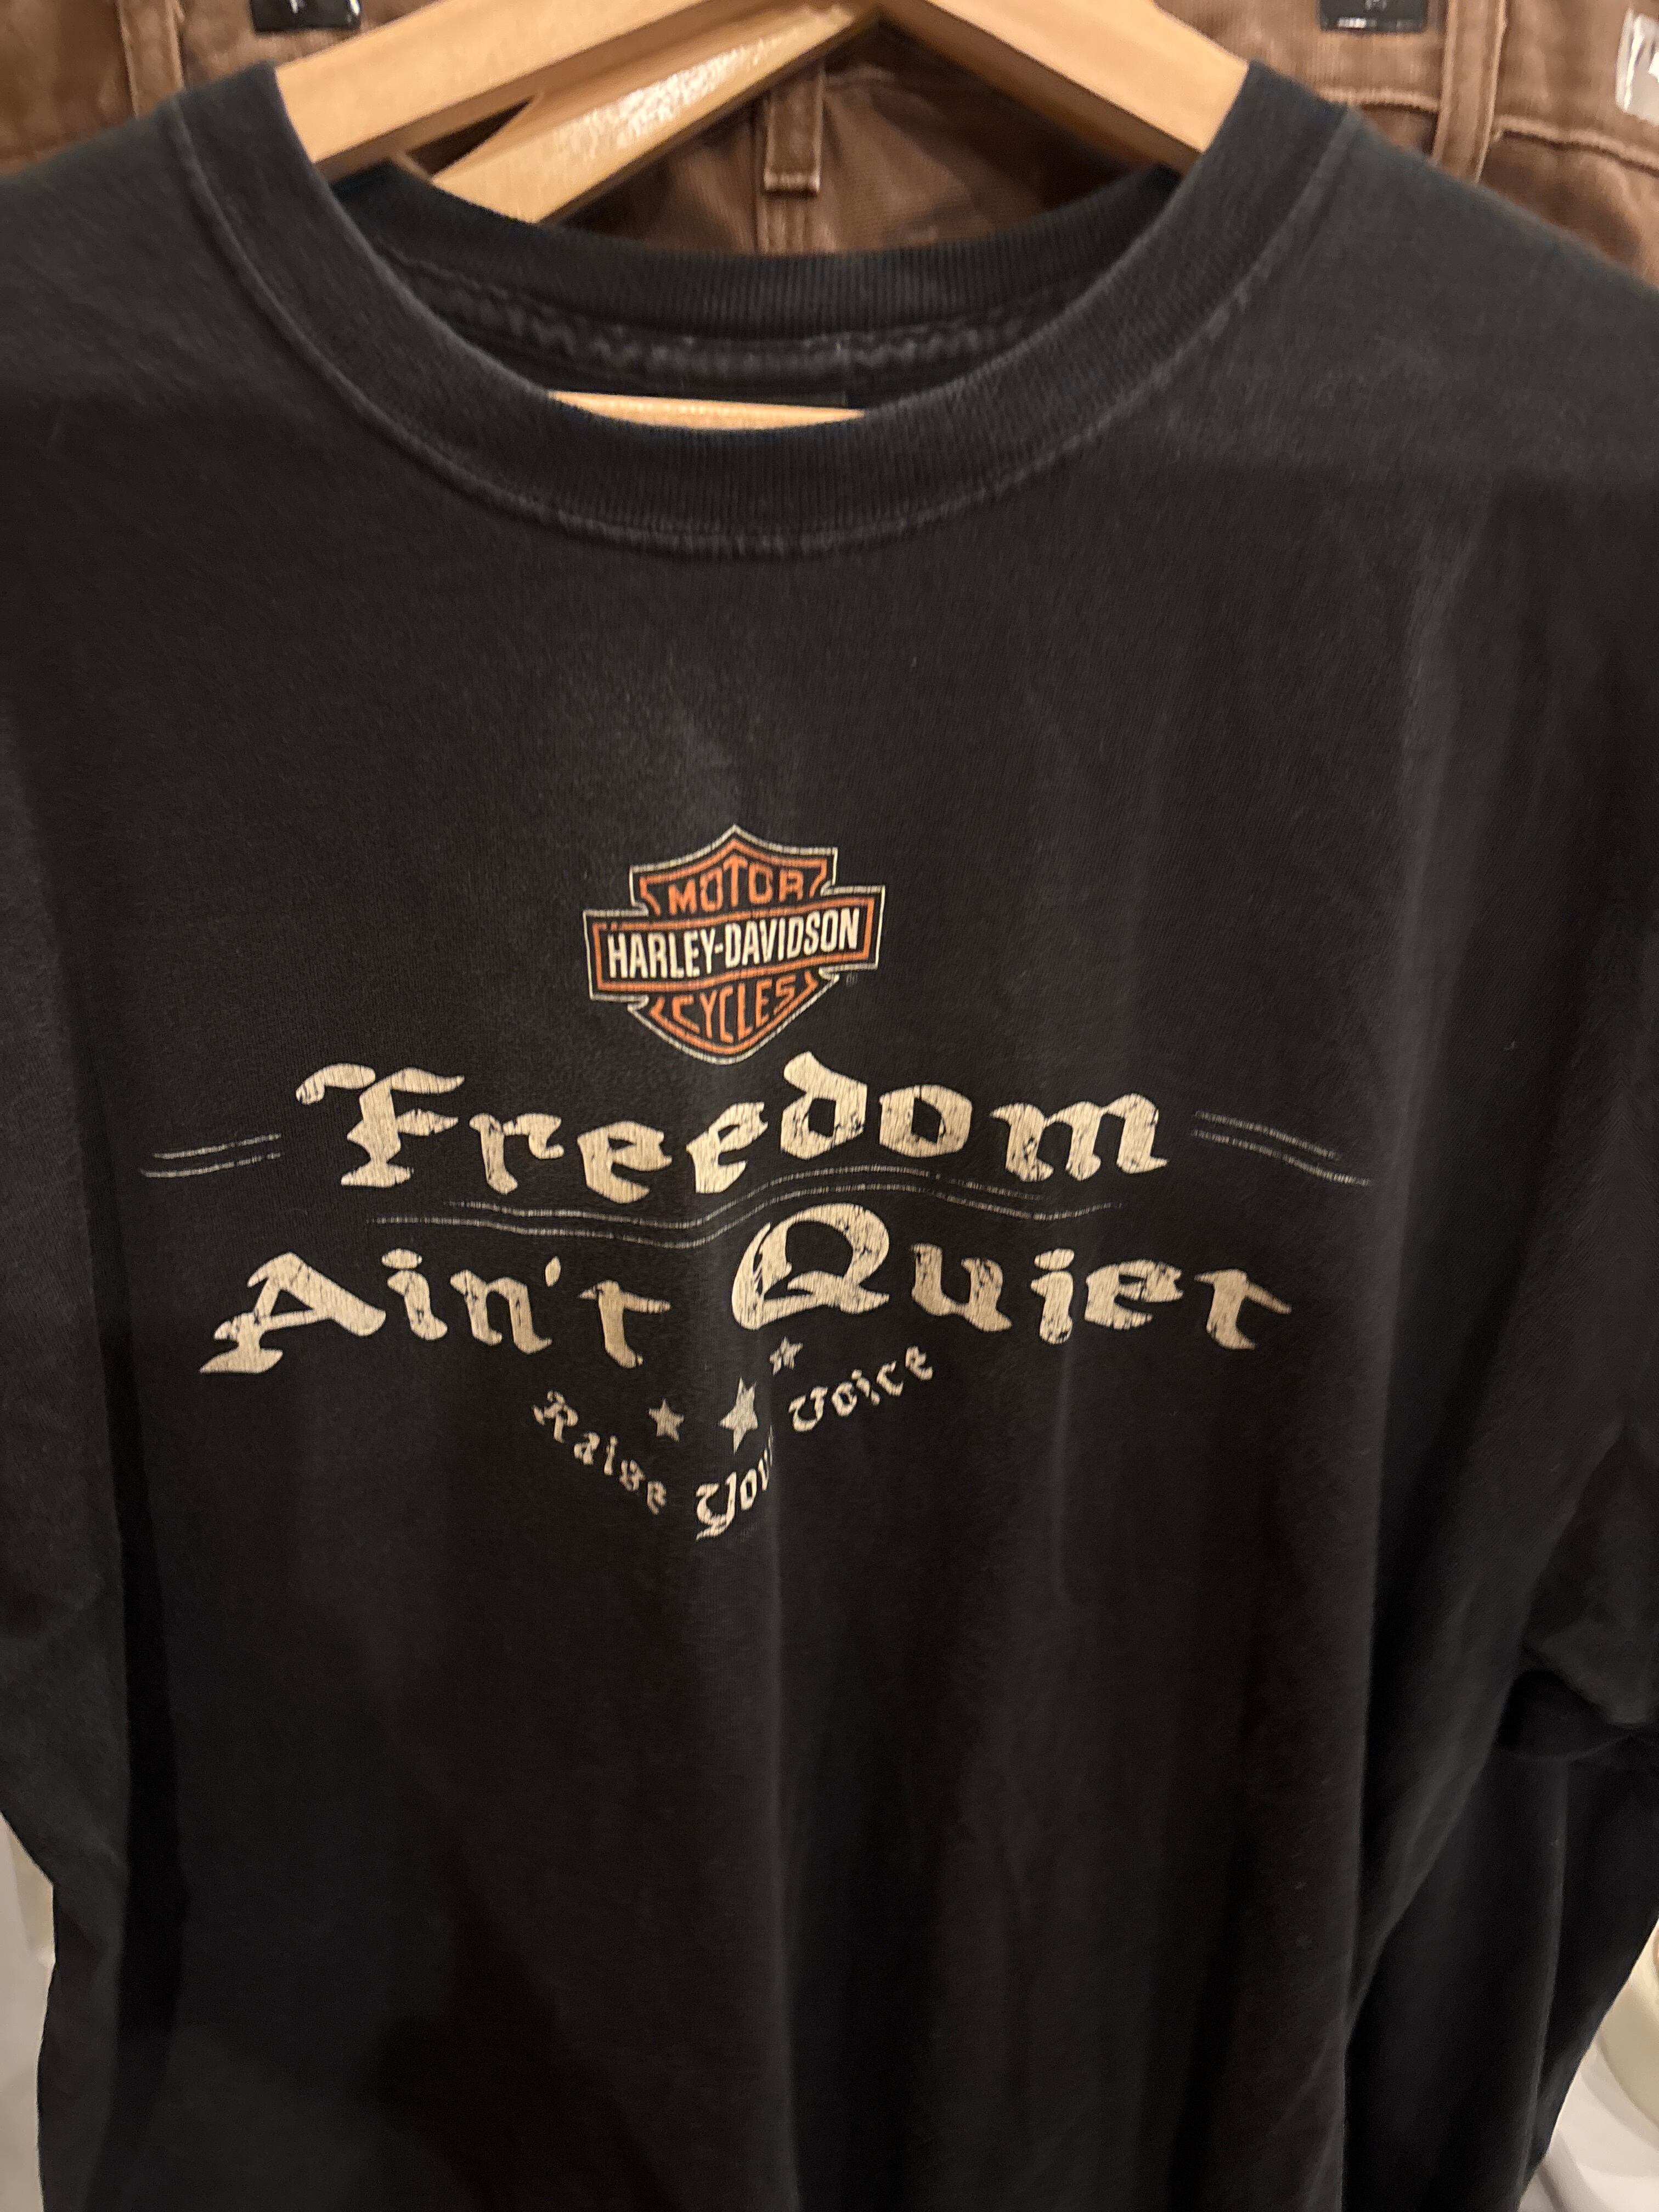 MOTOR
HARLEY-DAVIDSON
CYCLES
Freedom
Ain't Quiet
Raise Your Voice